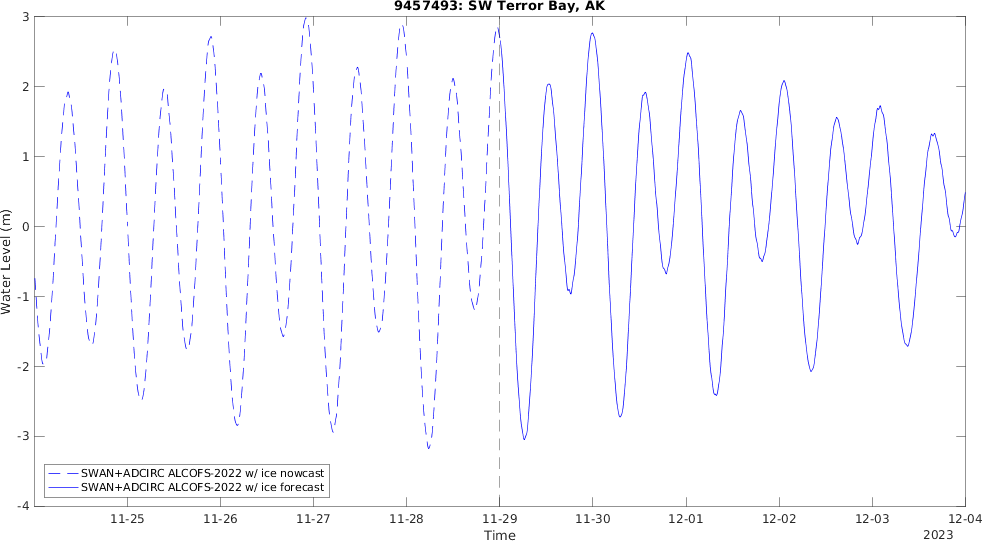 9457493: SW Terror Bay, AK
Water Level (m)
3
2
1
0
-1
-2
-3
-4
SWAN+ADCIRC ALCOFS-2022 w/ ice nowcast
SWAN+ADCIRC ALCOFS-2022 w/ ice forecast
11-25 11-26 11-27 11-28 11-29 11-30 12-01 12-02 12-03 12-04
Time
2023